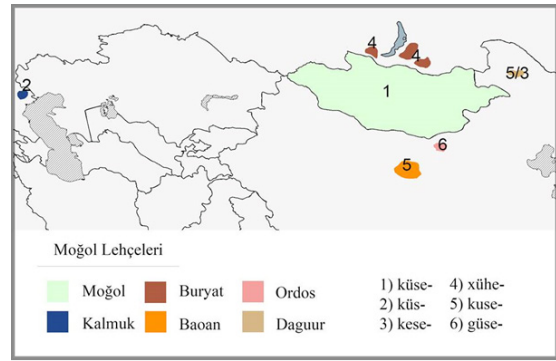 4
4
2
5/3
1
6
5
Moğol Lehçeleri
Moğol Buryat Ordos 1) küse- 4) xühe-
2) küs- 5) kuse-
Kalmuk Baoan Daguur 3) kese- 6) güse-